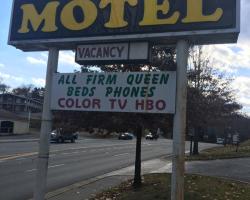 MOTEL
VACANCY
ALL FIRM QUEEN
BEDS PHONES
COLOR TV HBO